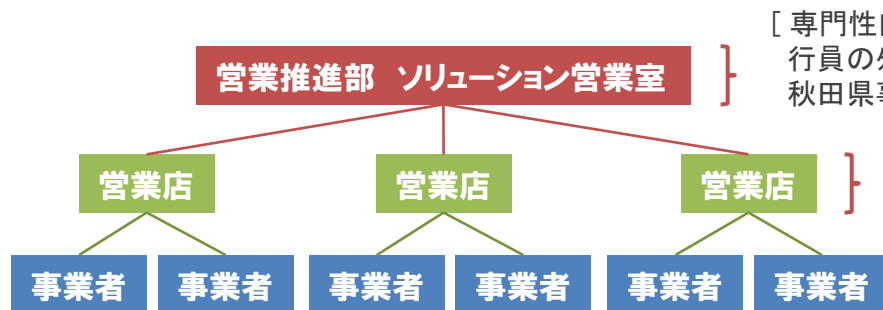 [ 専門性
行員の
秋田県
営業推進部 ソリューション営業室
営業店 営業店 営業店
事業者 事業者 事業者 事業者 事業者 事業者